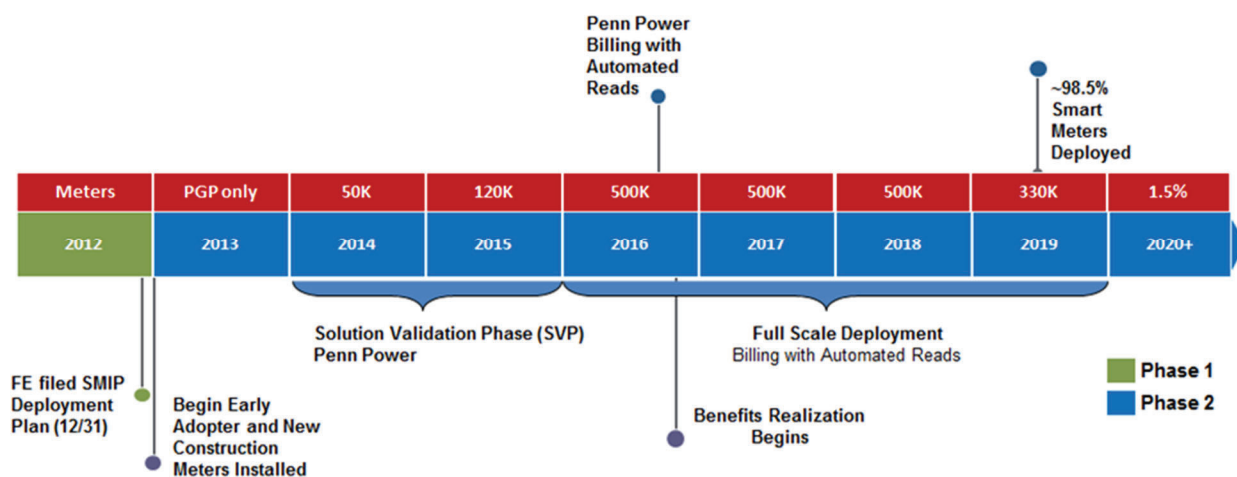 Penn Power
Billing with
Automated
Reads
~98.5%
Smart
Meters
Deployed
Meters PGP only 50K 120K 500K 500K 500K 330K 1.5%
2012 2013 2014 2015 2016 2017 2018 2019 2020+
Solution Validation Phase (SVP)
Penn Power
Full Scale Deployment
Billing with Automated Reads
FE filed SMIP
Deployment
Plan (12/31)
Begin Early
Adopter and New
Construction
Meters Installed
Benefits Realization
Begins
Phase 1
Phase 2